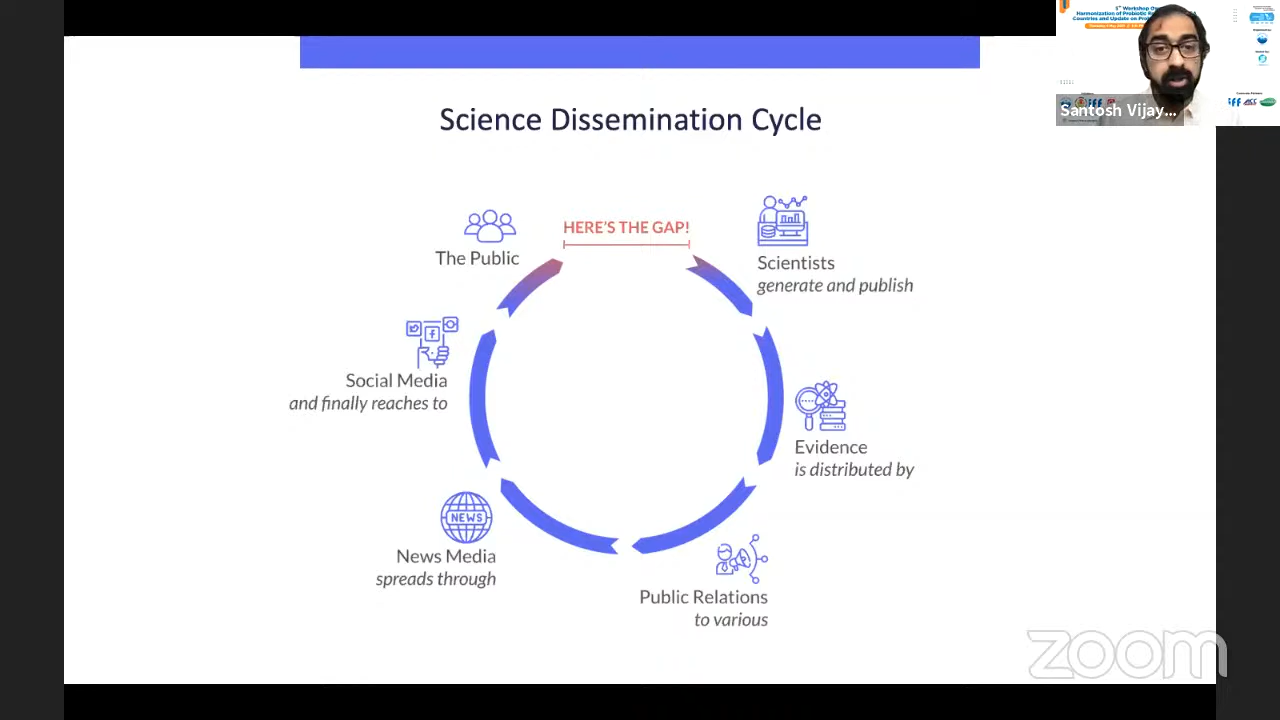 Science Dissemination Cycle
HERE'S THE GAP!
The Public
Scientists
generate and publish
Social Media
and finally reaches to
Evidence
is distributed by
NEWS
News Media
spreads through
Public Relations
to various
Santosh Vijay...
zoom